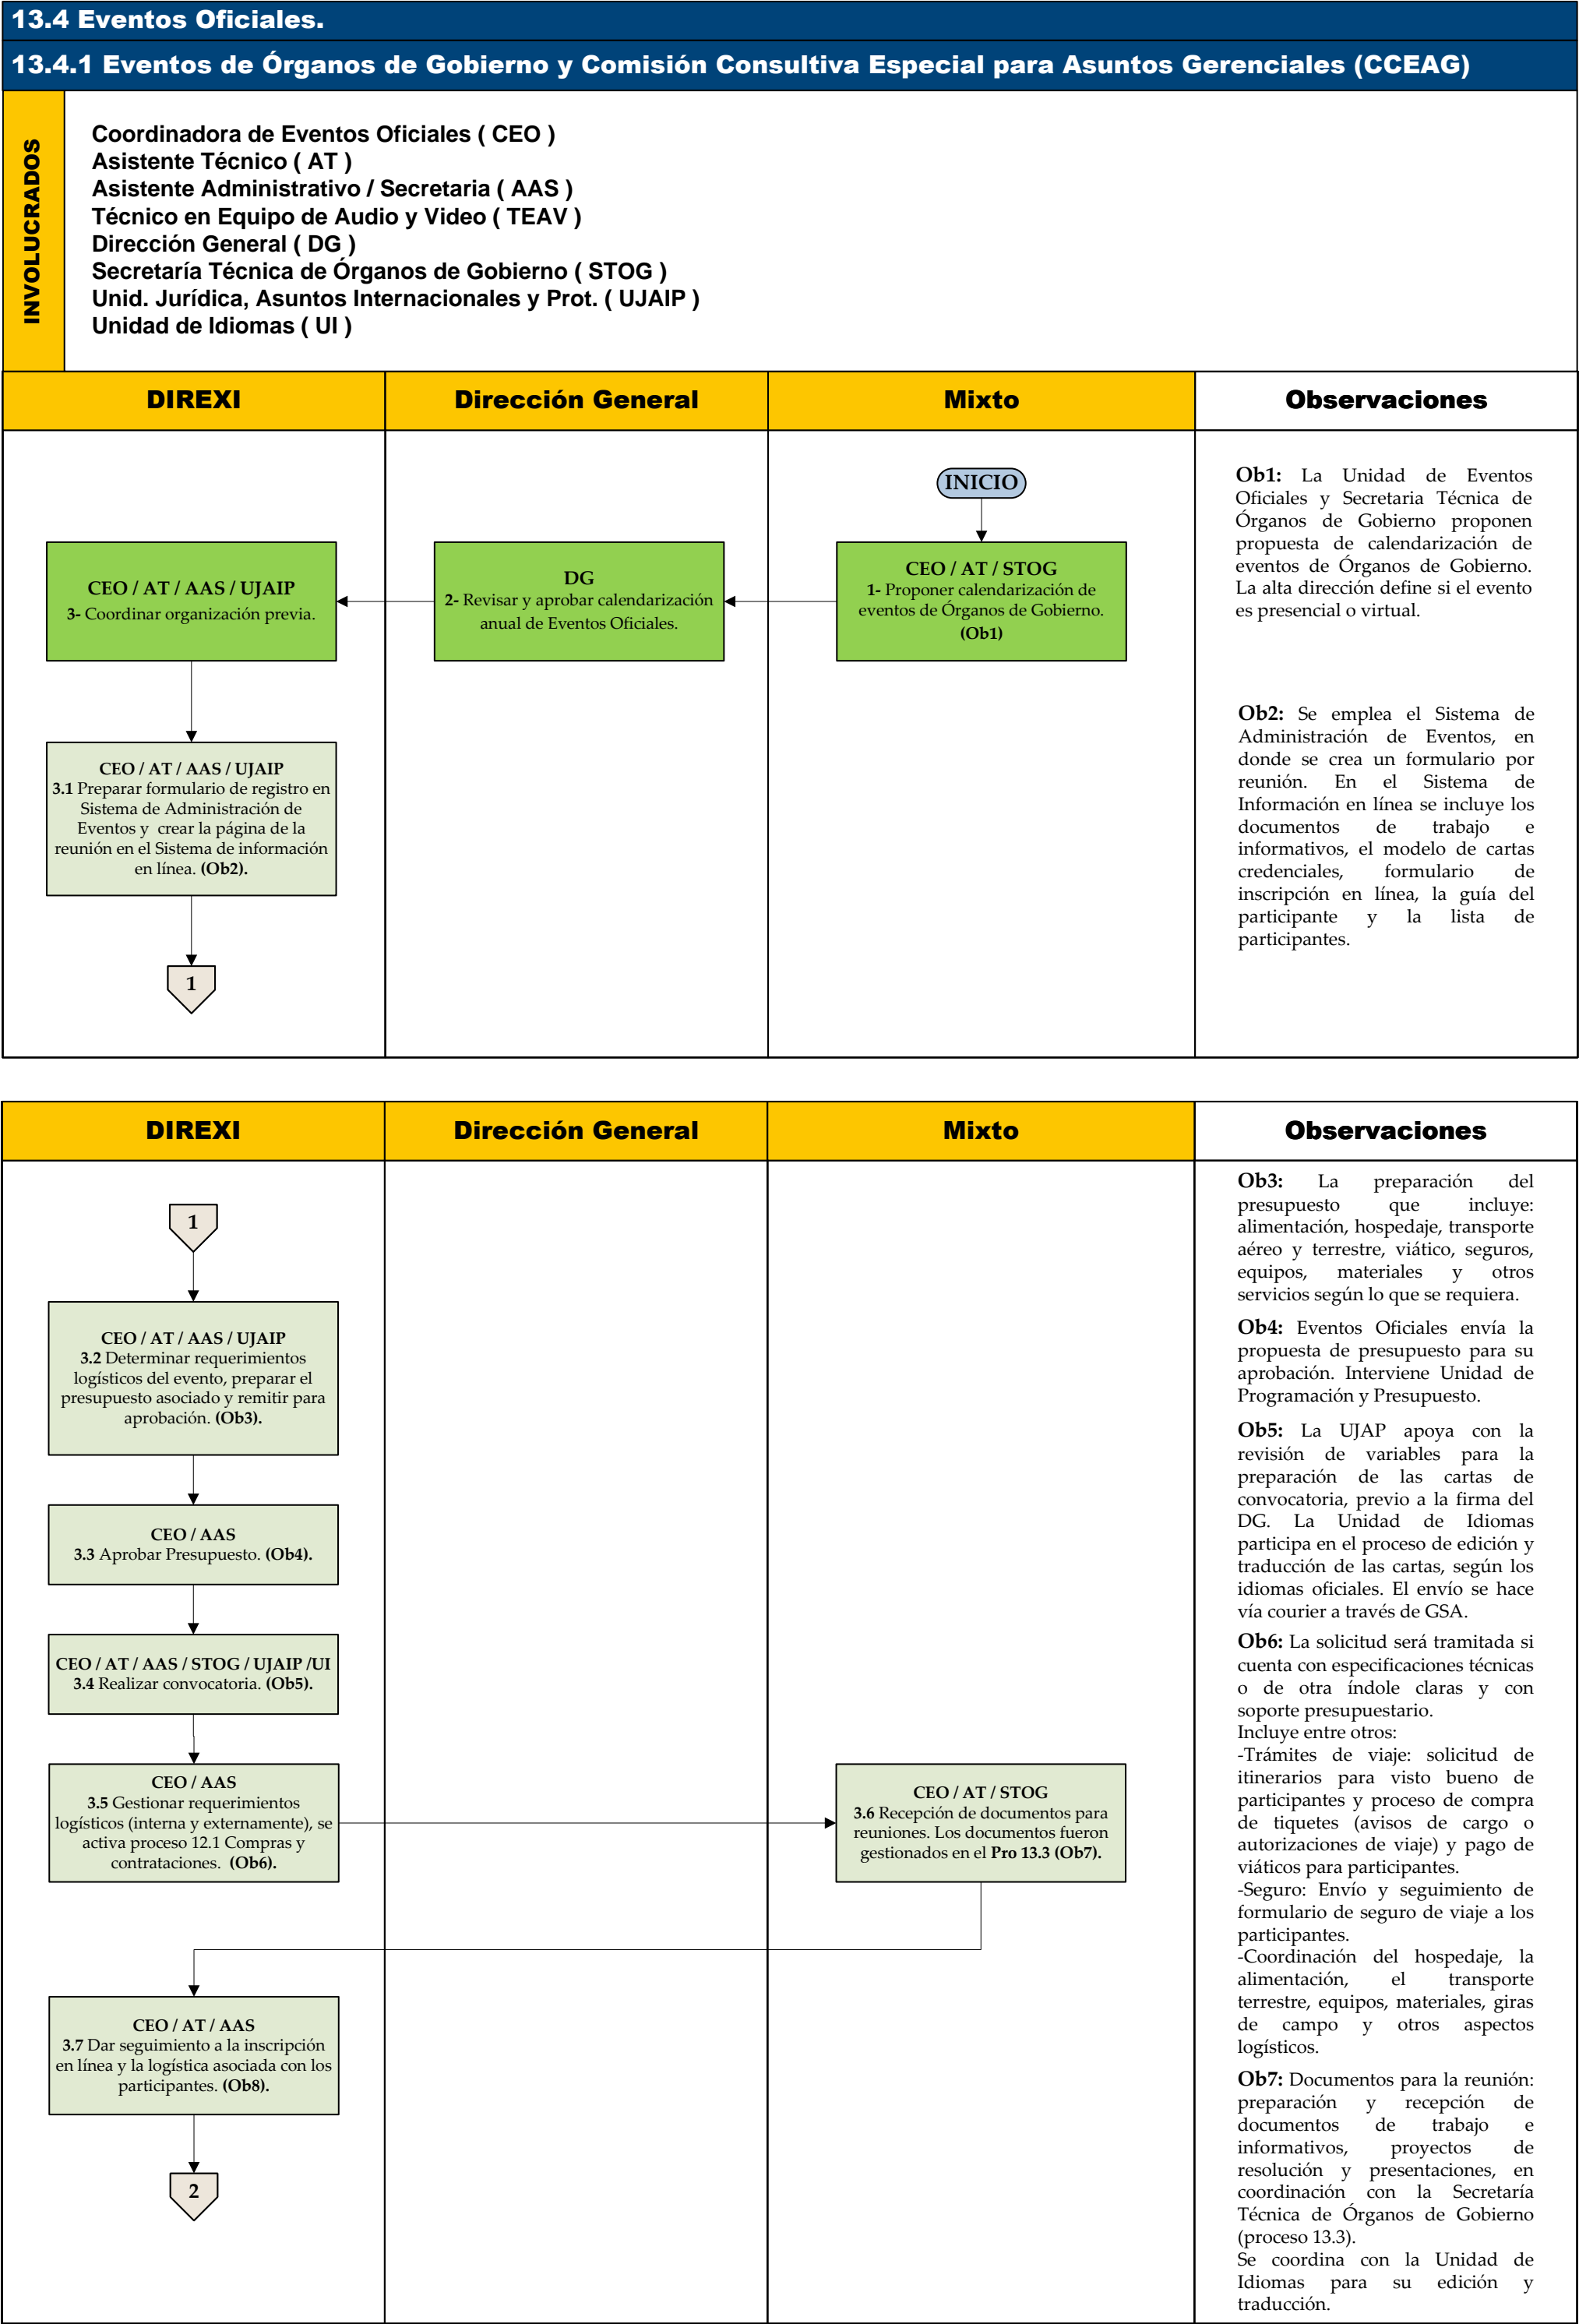 13.4 Eventos Oficiales.
13.4.1 Eventos de Órganos de Gobierno y Comisión Consultiva Especial para Asuntos Gerenciales (CCEAG)
INVOLUCRADOS
Coordinadora de Eventos Oficiales ( CEO )
Asistente Técnico ( AT )
Asistente Administrativo / Secretaria ( AAS )
Técnico en Equipo de Audio y Video ( TEAV )
Dirección General ( DG )
Secretaría Técnica de Órganos de Gobierno ( STOG )
Unid. Jurídica, Asuntos Internacionales y Prot. ( UJAIP )
Unidad de Idiomas ( UI )
DIREXI
Dirección General
Mixto
Observaciones
INICIO
CEO / AT / STOG
1- Proponer calendarización de
eventos de Órganos de Gobierno.
(Ob1)
DG
2- Revisar y aprobar calendarización
anual de Eventos Oficiales.
CEO / AT / AAS / UJAIP
3- Coordinar organización previa.
CEO / AT / AAS / UJAIP
3.1 Preparar formulario de registro en
Sistema de Administración de
Eventos y crear la página de la
reunión en el Sistema de información
en línea. (Ob2).
1
Ob1: La Unidad de Eventos
Oficiales y Secretaria Técnica de
Órganos de Gobierno proponen
propuesta de calendarización de
eventos de Órganos de Gobierno.
La alta dirección define si el evento
es presencial o virtual.
Ob2: Se emplea el Sistema de
Administración de Eventos, en
donde se crea un formulario por
reunión. En el Sistema de
Información en línea se incluye los
documentos de trabajo e
informativos, el modelo de cartas
credenciales, formulario de
inscripción en línea, la guía del
participante y la lista de
participantes.
DIREXI
Dirección General
Mixto
Observaciones
1
CEO / AT / AAS / UJAIP
3.2 Determinar requerimientos
logísticos del evento, preparar el
presupuesto asociado y remitir para
aprobación. (Ob3).
CEO / AAS
3.3 Aprobar Presupuesto. (Ob4).
CEO / AT / AAS / STOG / UJAIP /UI
3.4 Realizar convocatoria. (Ob5).
CEO / AAS
3.5 Gestionar requerimientos
logísticos (interna y externamente), se
activa proceso 12.1 Compras y
contrataciones. (Ob6).
CEO / AT / STOG
3.6 Recepción de documentos para
reuniones. Los documentos fueron
gestionados en el Pro 13.3 (Ob7).
CEO / AT / AAS
3.7 Dar seguimiento a la inscripción
en línea y la logística asociada con los
participantes. (Ob8).
2
Ob3: La preparación del
presupuesto que incluye:
alimentación, hospedaje, transporte
aéreo y terrestre, viático, seguros,
equipos, materiales y otros
servicios según lo que se requiera.
Ob4: Eventos Oficiales envía la
propuesta de presupuesto para su
aprobación. Interviene Unidad de
Programación y Presupuesto.
Ob5: La UJAP apoya con la
revisión de variables para la
preparación de las cartas de
convocatoria, previo a la firma del
DG. La Unidad de Idiomas
participa en el proceso de edición y
traducción de las cartas, según los
idiomas oficiales. El envío se hace
vía courier a través de GSA.
Ob6: La solicitud será tramitada si
cuenta con especificaciones técnicas
o de otra índole claras y con
soporte presupuestario.
Incluye entre otros:
-Trámites de viaje: solicitud de
itinerarios para visto bueno de
participantes y proceso de compra
de tiquetes (avisos de cargo o
autorizaciones de viaje) y pago de
viáticos para participantes.
-Seguro: Envío y seguimiento de
formulario de seguro de viaje a los
participantes.
-Coordinación del hospedaje, la
alimentación, el transporte
terrestre, equipos, materiales, giras
de campo y otros aspectos
logísticos.
Ob7: Documentos para la reunión:
preparación y recepción de
documentos de trabajo e
informativos, proyectos de
resolución y presentaciones, en
coordinación con la Secretaría
Técnica de Órganos de Gobierno
(proceso 13.3).
Se coordina con la Unidad de
Idiomas para su edición y
traducción.